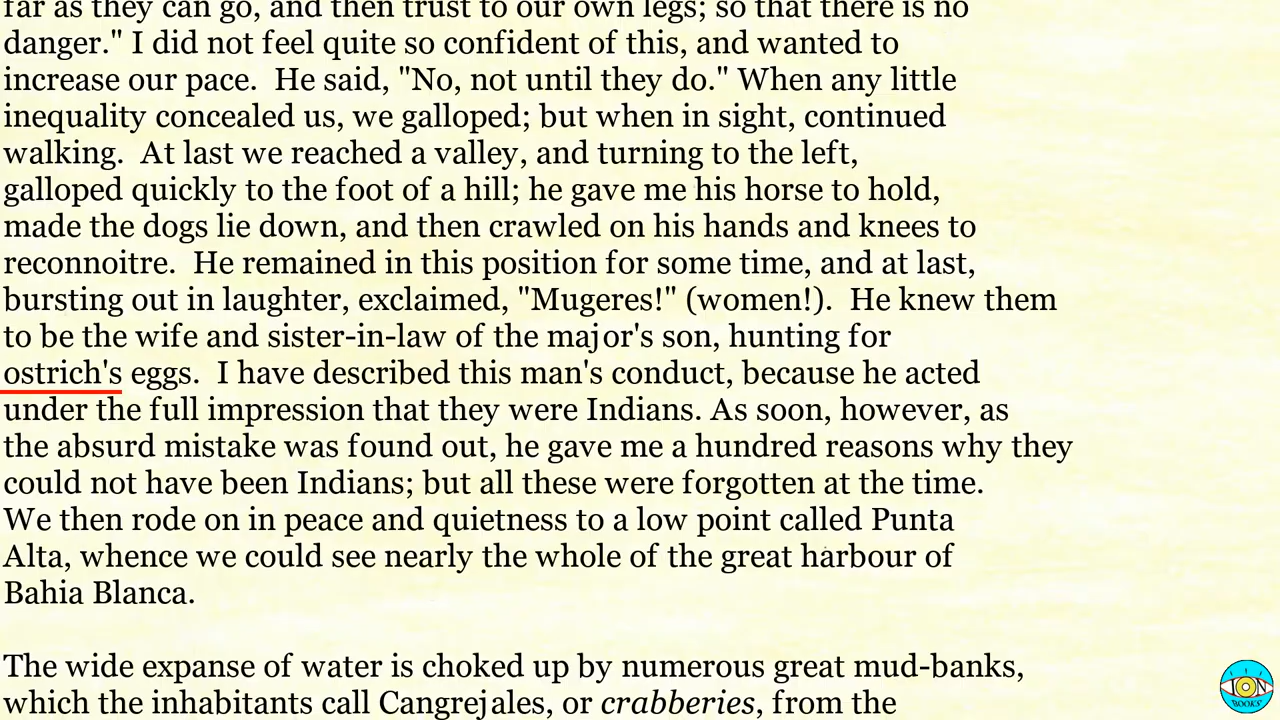 far as they can go, and then trust to our own legs; so that there is no
danger." I did not feel quite so confident of this, and wanted to
increase our pace.  He said, "No, not until they do." When any little
inequality concealed us, we galloped; but when in sight, continued
walking.  At last we reached a valley, and turning to the left,
galloped quickly to the foot of a hill; he gave me his horse to hold,
made the dogs lie down, and then crawled on his hands and knees to
reconnoitre.  He remained in this position for some time, and at last,
bursting out in laughter, exclaimed, "Mugeres!" (women!).  He knew them
to be the wife and sister-in-law of the major's son, hunting for
ostrich's eggs.  I have described this man's conduct, because he acted
under the full impression that they were Indians. As soon, however, as
the absurd mistake was found out, he gave me a hundred reasons why they
could not have been Indians; but all these were forgotten at the time.
We then rode on in peace and quietness to a low point called Punta
Alta, whence we could see nearly the whole of the great harbour of
Bahia Blanca.
The wide expanse of water is choked up by numerous great mud-banks,
which the inhabitants call Cangrejales, or crabberies, from the
ION
BOOKS